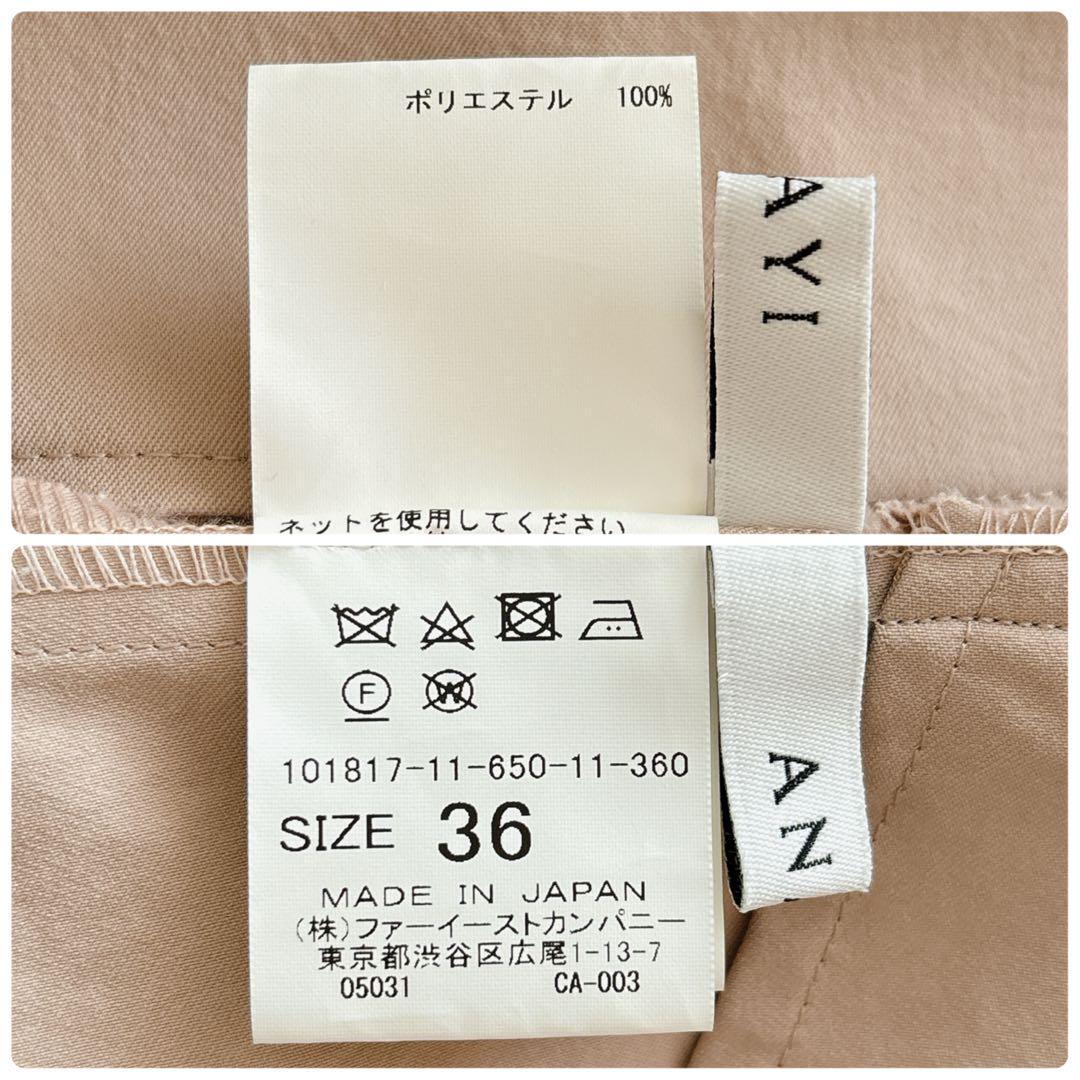 ポリエステル 100%
AYI
ネットを使用してください
F
W
101817-11-650-11-360
SIZE 36
MADE IN JAPAN
(株)ファーイーストカンパニー
東京都渋谷区広尾1-13-7
05031 CA-003
AN